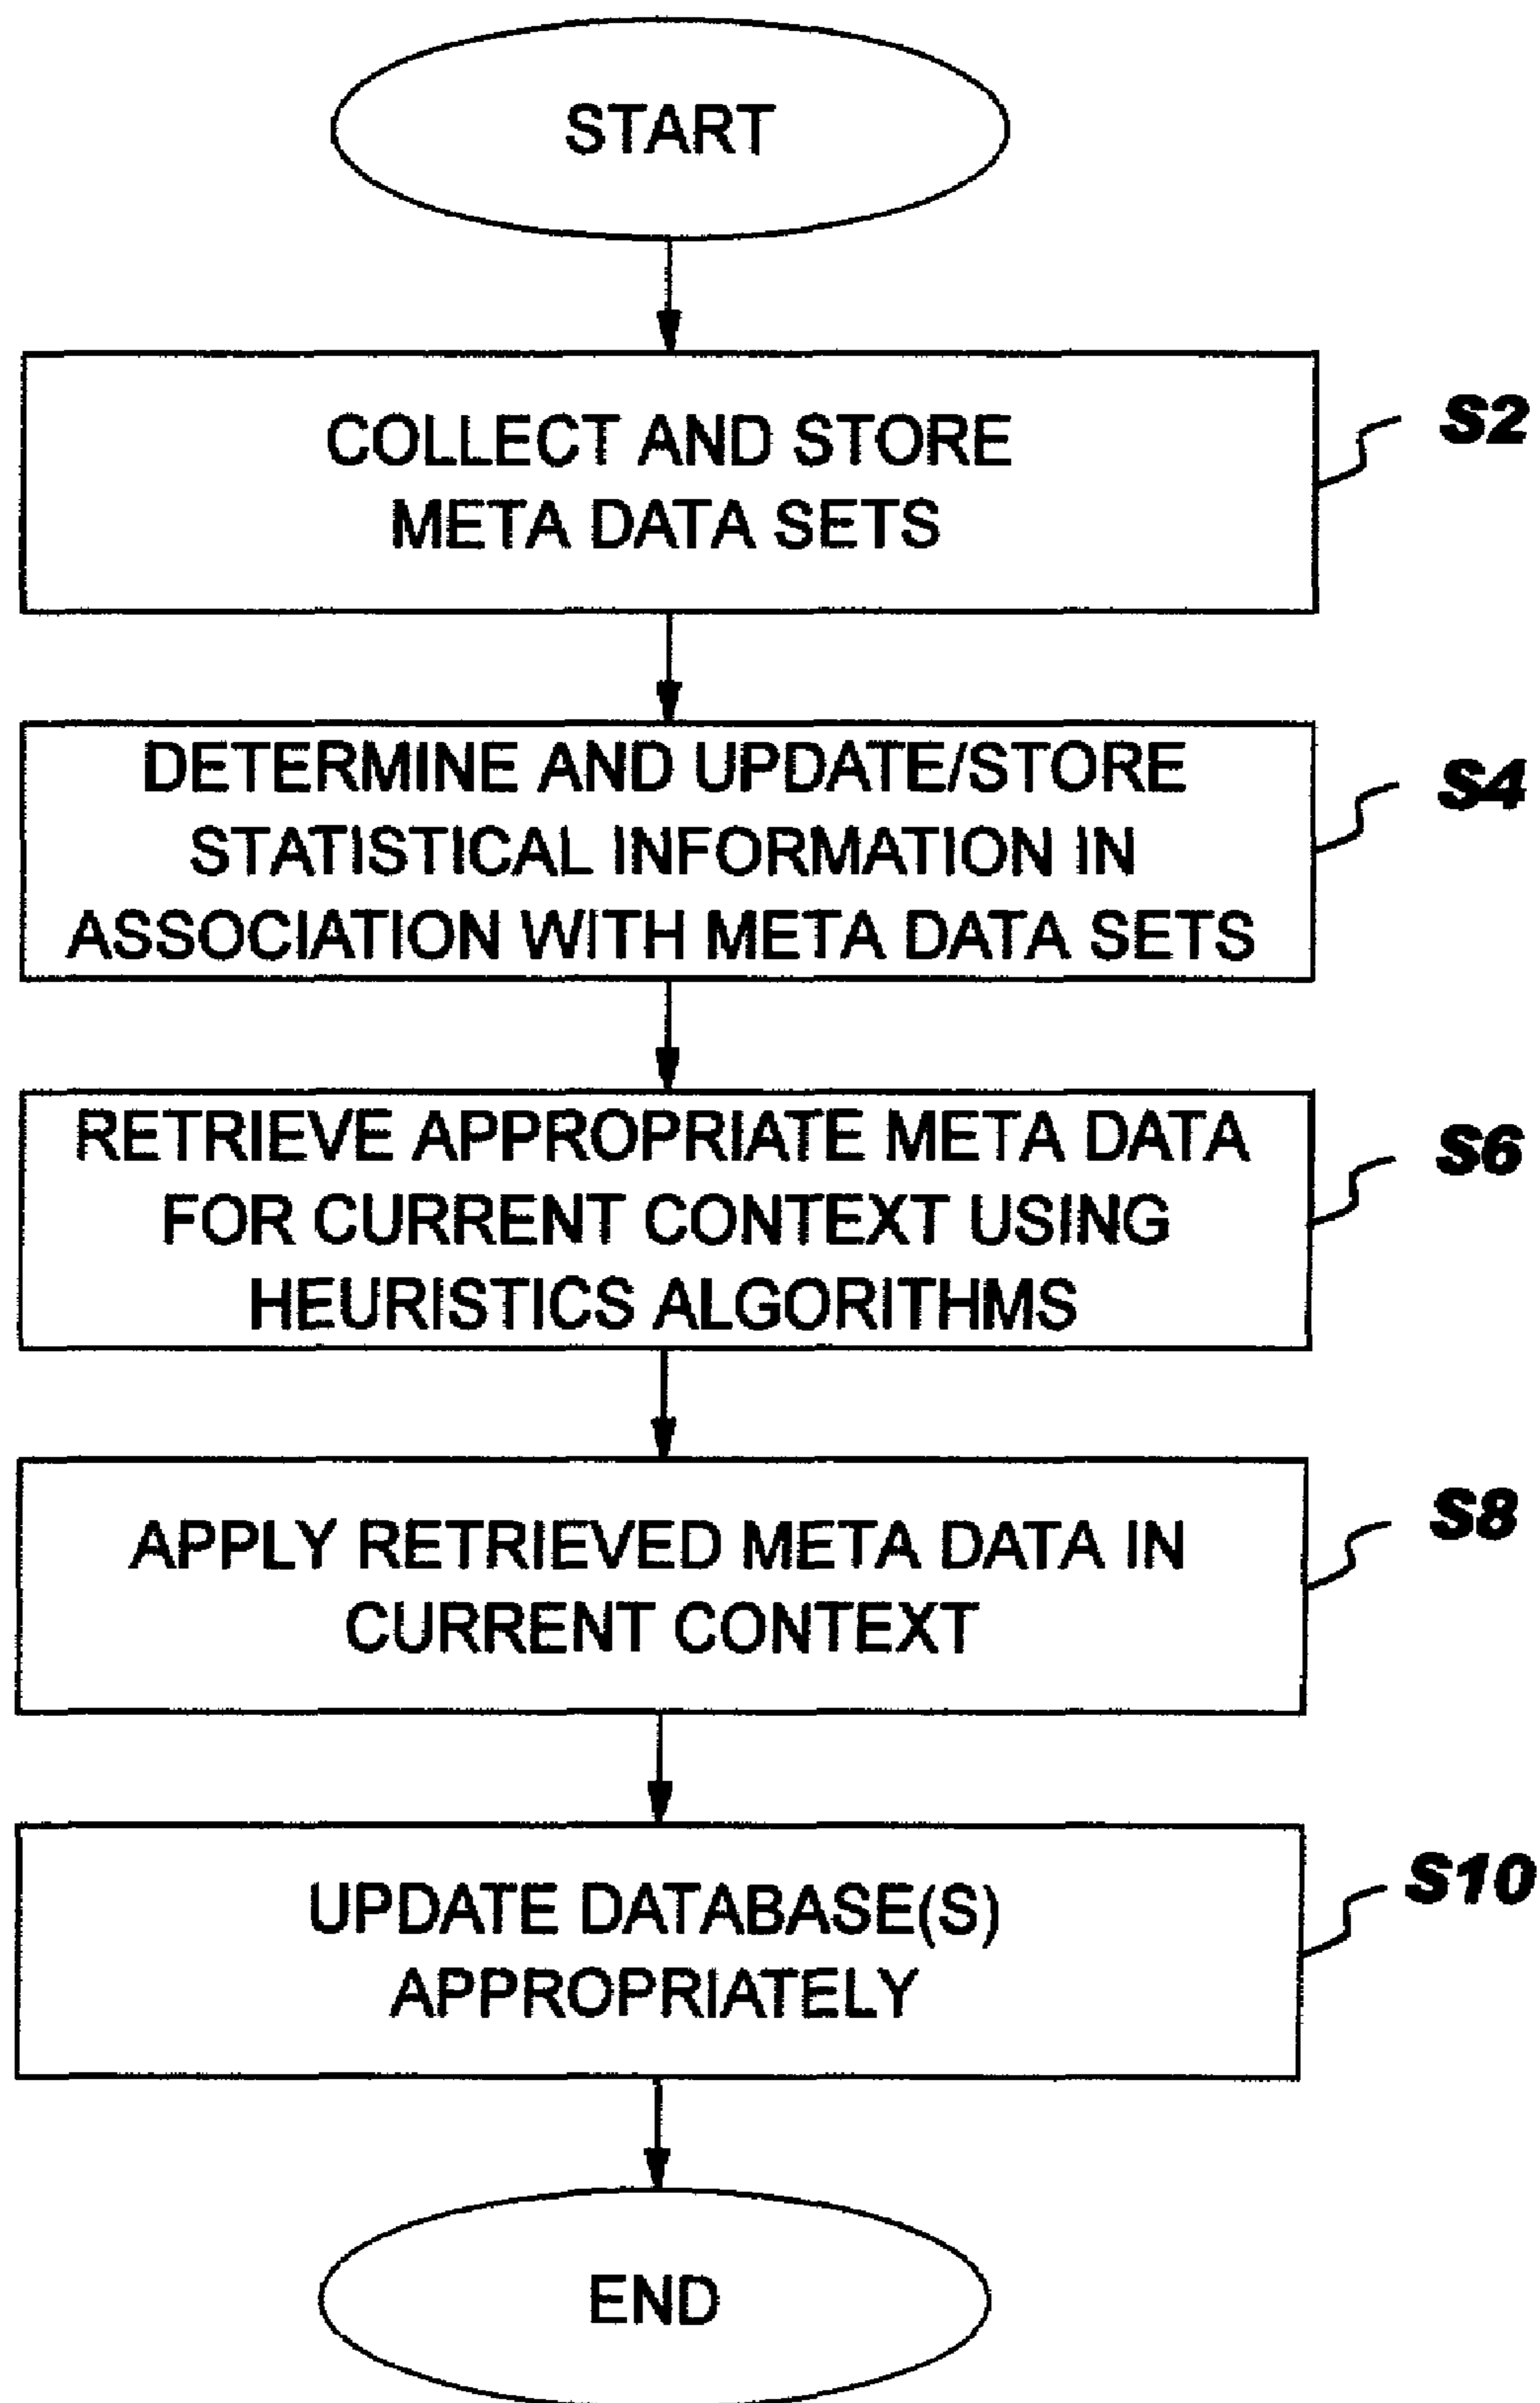 START
COLLECT AND STORE
META DATA SETS
S2
DETERMINE AND UPDATE/STORE
STATISTICAL INFORMATION IN
ASSOCIATION WITH META DATA SETS
S4
RETRIEVE APPROPRIATE META DATA
FOR CURRENT CONTEXT USING
HEURISTICS ALGORITHMS
S6
APPLY RETRIEVED META DATA IN
CURRENT CONTEXT
S8
UPDATE DATABASE(S)
APPROPRIATELY
S10
END